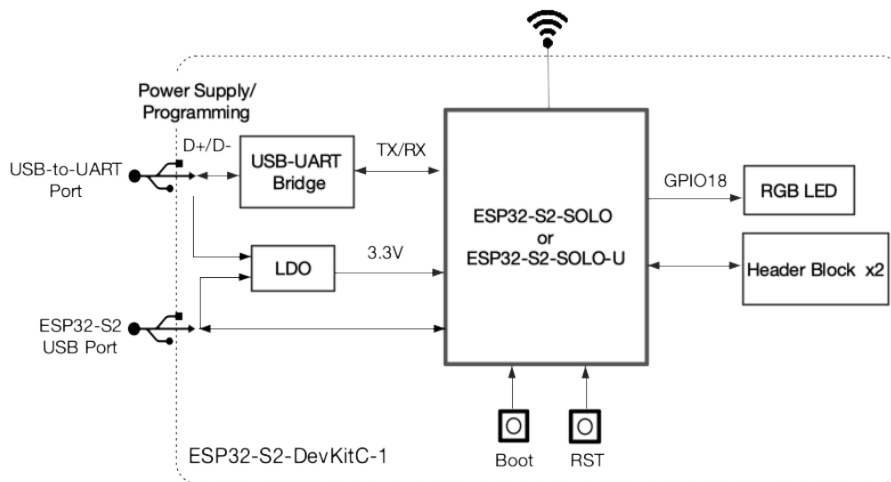 Power Supply/
Programming
D+/D-
USB-to-UART
Port
USB-UART
Bridge
TX/RX
LDO
3.3V
ESP32-S2
USB Port
ESP32-S2-SOLO
or
ESP32-S2-SOLO-U
GPIO18
RGB LED
Header Block x2
Boot
RST
ESP32-S2-DevKitC-1